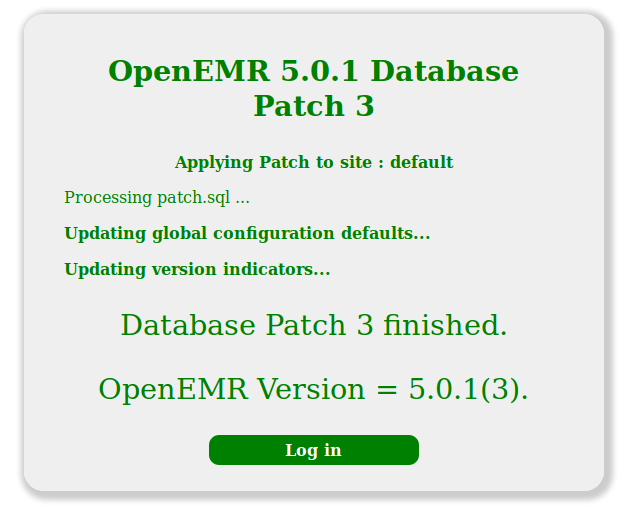 OpenEMR 5.0.1 Database
Patch 3
Applying Patch to site : default
Processing patch.sql ...
Updating global configuration defaults...
Updating version indicators...
Database Patch 3 finished.
OpenEMR Version = 5.0.1(3).
Log in